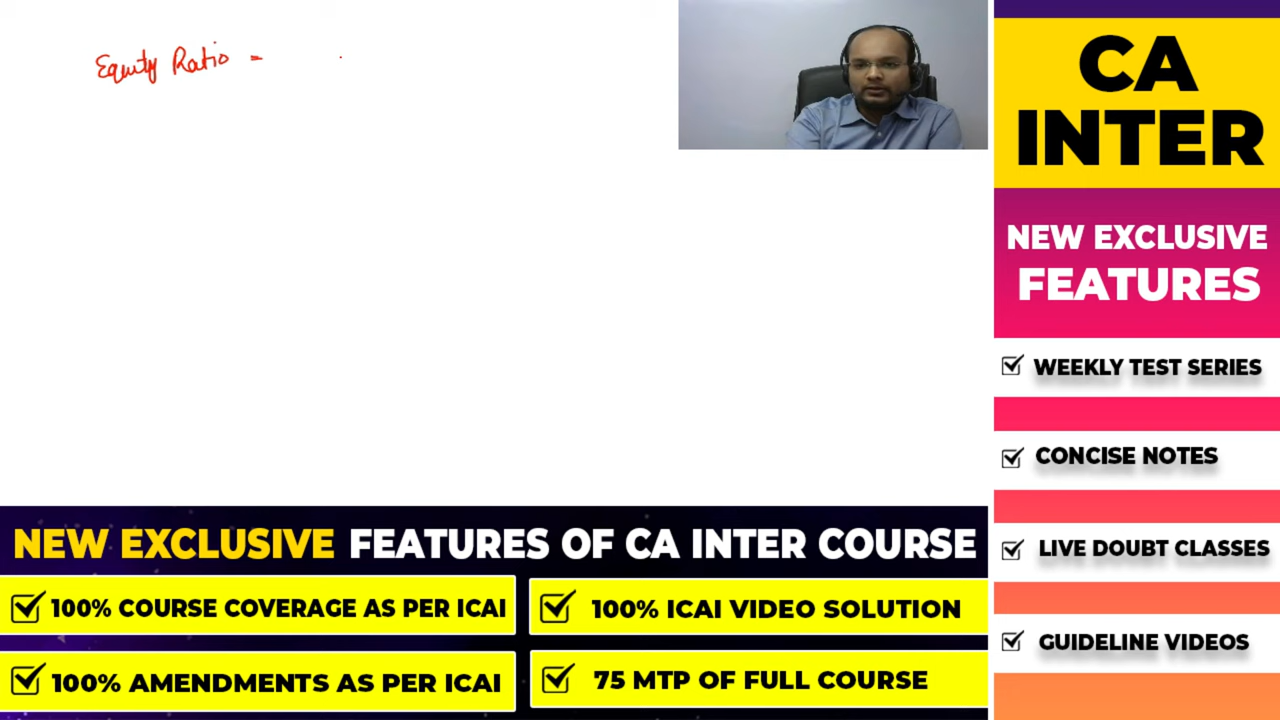 Equity Ratio =
CA
INTER
NEW EXCLUSIVE
FEATURES
WEEKLY TEST SERIES
CONCISE NOTES
LIVE DOUBT CLASSES
GUIDELINE VIDEOS
NEW EXCLUSIVE FEATURES OF CA INTER COURSE
100% COURSE COVERAGE AS PER ICAI
100% ICAI VIDEO SOLUTION
100% AMENDMENTS AS PER ICAI
75 MTP OF FULL COURSE